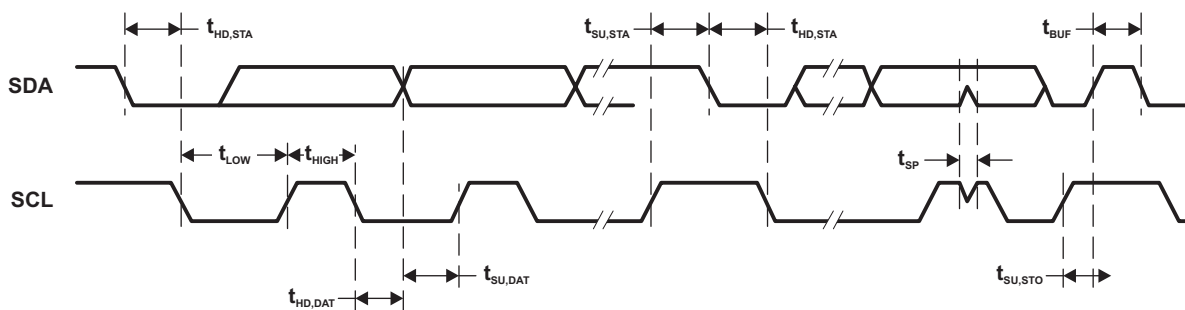 tHD,STA
tSU,STA
tHD,STA
tBUF
SDA
tLOW
tHIGH
tSP
SCL
tSU,DAT
tSU,STO
tHD,DAT